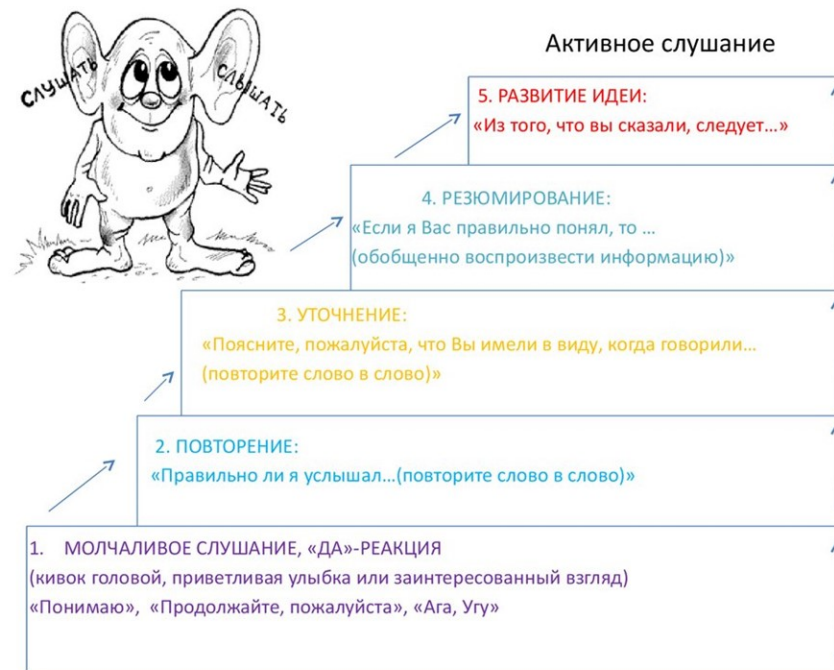 СЛУШАТЬ
СЛЫШАТЬ
Активное слушание
5. РАЗВИТИЕ ИДЕИ:
«Из того, что вы сказали, следует...»
4. РЕЗЮМИРОВАНИЕ:
«Если я Вас правильно понял, то ...
(обобщенно воспроизвести информацию)»
3. УТОЧНЕНИЕ:
«Поясните, пожалуйста, что Вы имели в виду, когда говорили...
(повторите слово в слово)»
2. ПОВТОРЕНИЕ:
«Правильно ли я услышал...(повторите слово в слово)»
1. МОЛЧАЛИВОЕ СЛУШАНИЕ, «ДА»-РЕАКЦИЯ
(кивок головой, приветливая улыбка или заинтересованный взгляд)
«Понимаю», «Продолжайте, пожалуйста», «Ага, Угу»